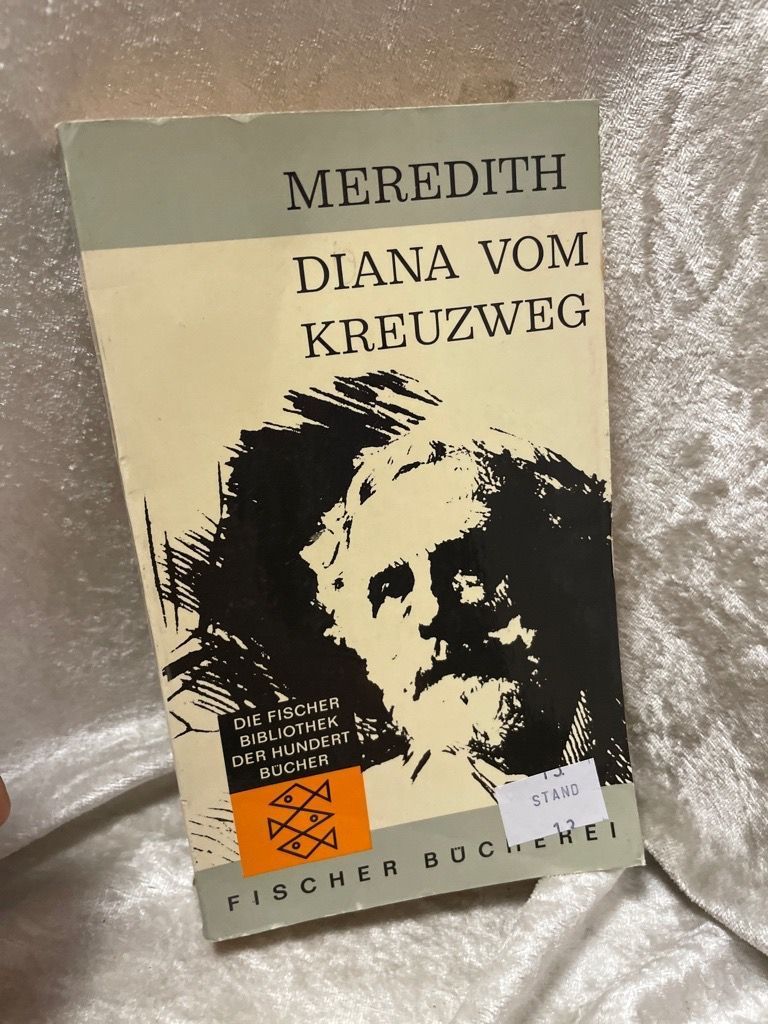 MEREDITH
DIANA VOM
KREUZWEG
DIE FISCHER
BIBLIOTHEK
DER HUNDERT
BÜCHER
STAND
FISCHER BÜCHEREI